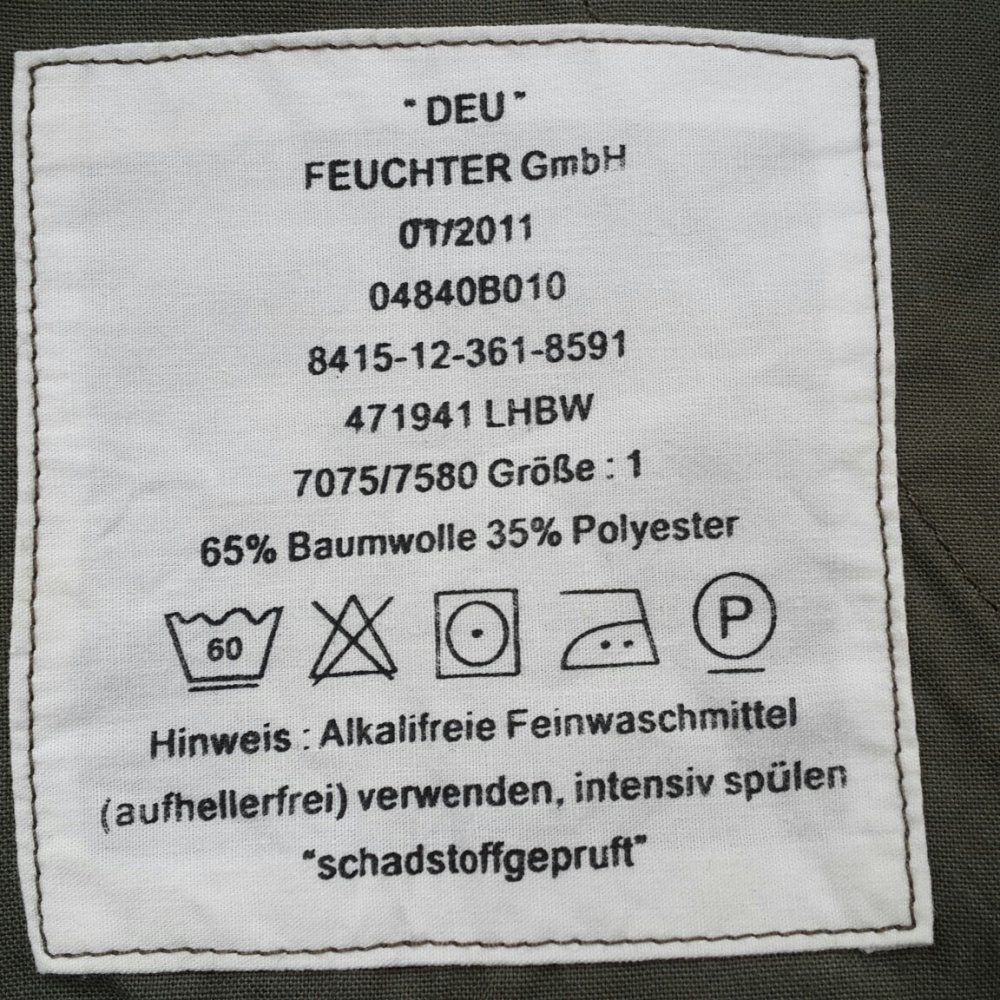 "DEU"
FEUCHTER GmbH
07/2011
04840B010
8415-12-361-8591
471941 LHBW
7075/7580 Größe : 1
65% Baumwolle 35% Polyester
60 P
Hinweis : Alkalifreie Feinwaschmittel
(aufhellerfrei) verwenden, intensiv spülen
"schadstoffgepruft"